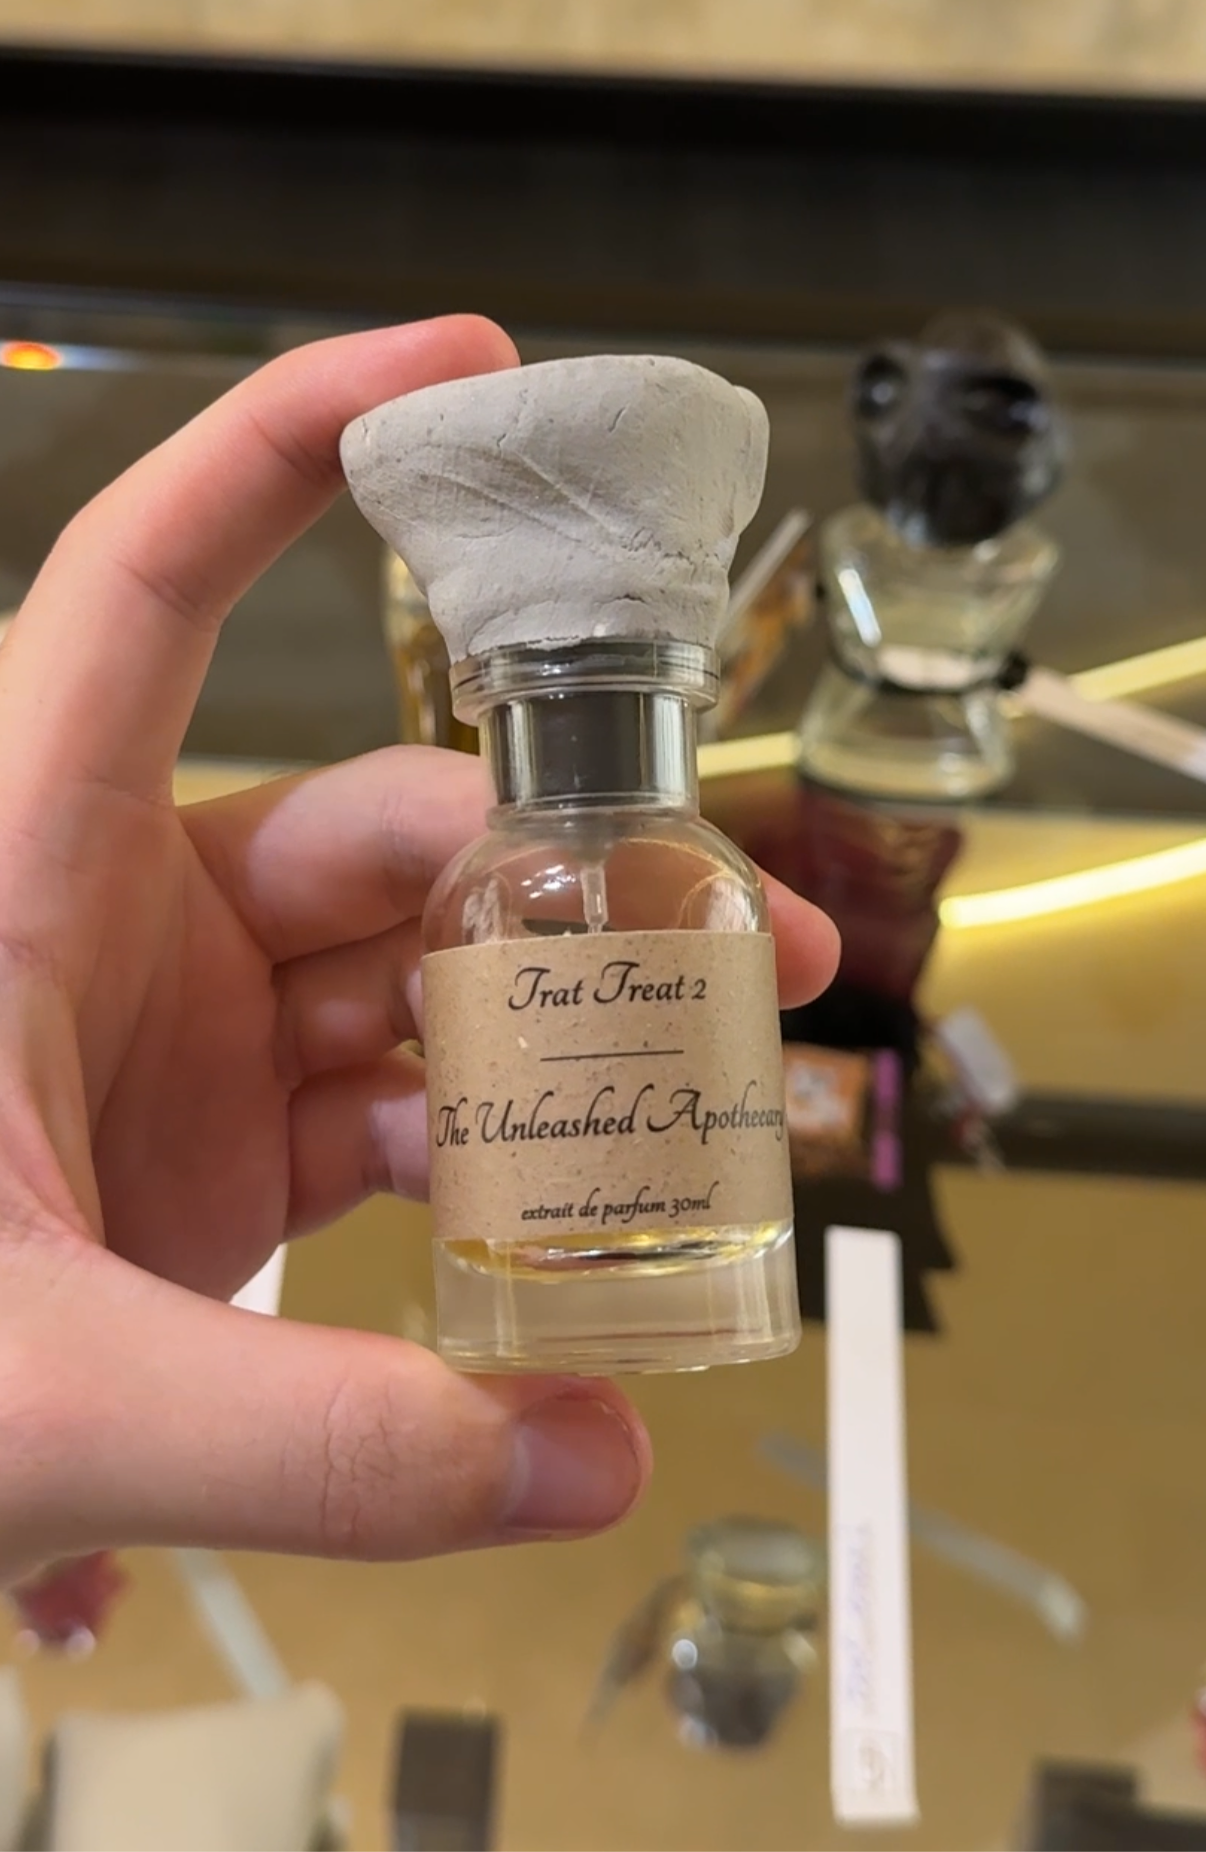 Trat Treat 2
The Unleashed Apothecary
extrait de parfum 30ml